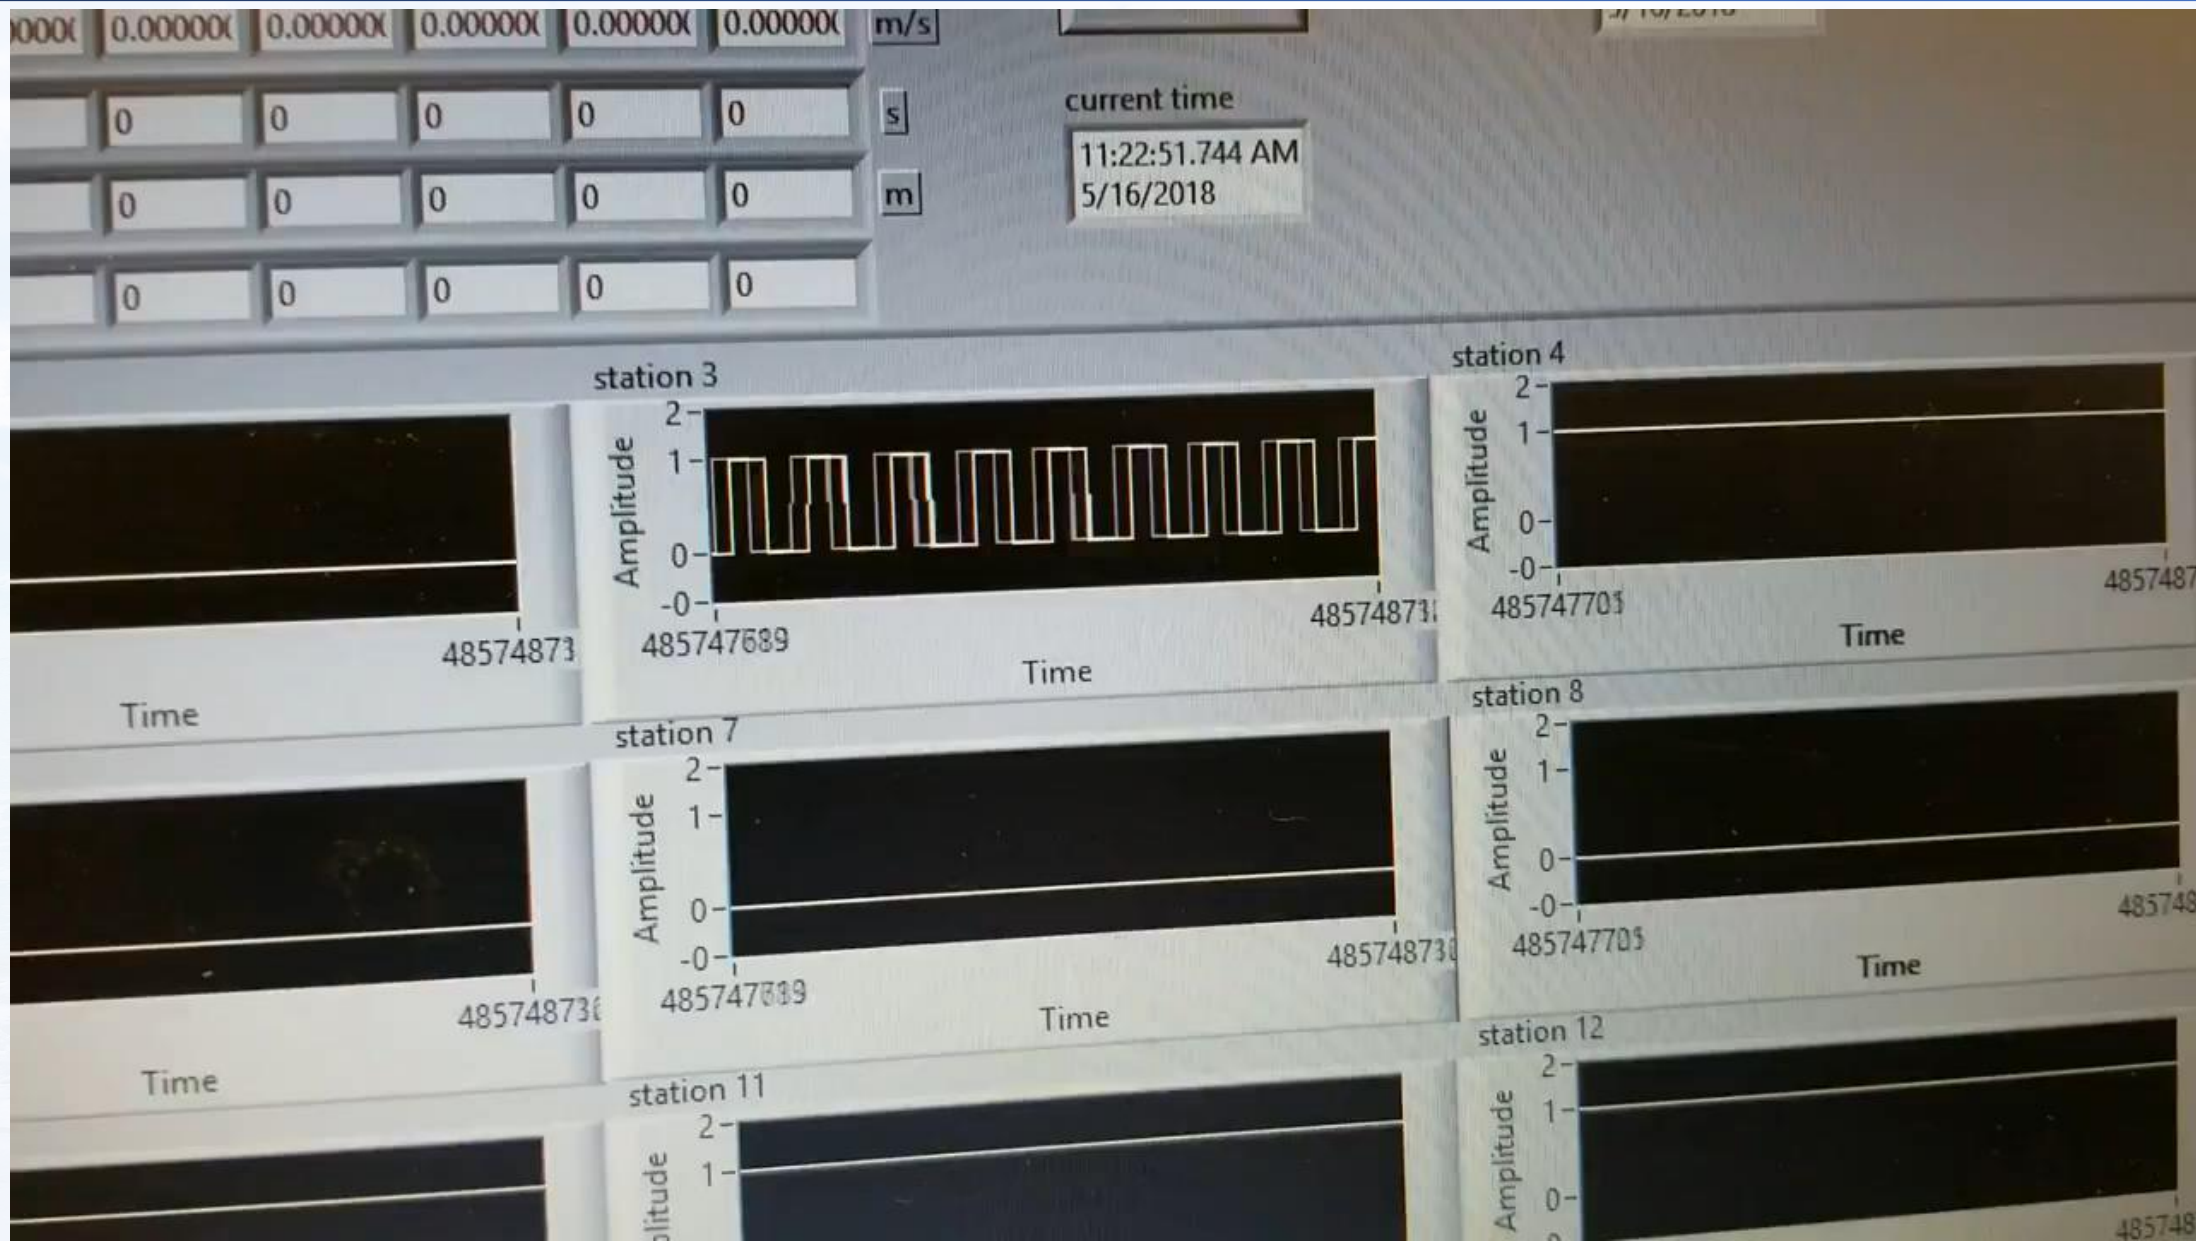 0.00000 0.00000 0.00000 0.00000 0.00000 m/s
0 0 0 0 0 s
current time
11:22:51.744 AM
5/16/2018
0 0 0 0 0 m
0 0 0 0 0
station 3
Amplitude
2
1
0
-0
Time
station 4
Amplitude
2
1
0
-0
Time
48574873
Time
station 7
Amplitude
2
1
0
-0
Time
station 8
Amplitude
2
1
0
-0
Time
Time
station 11
2
1
station 12
Amplitude
2
1
0